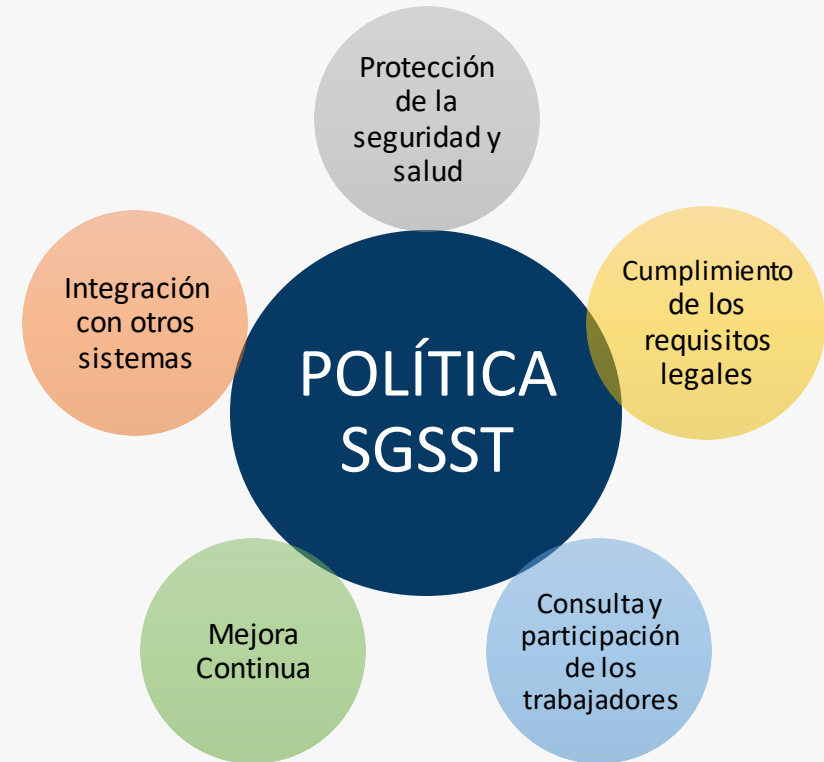 Protección
de la
seguridad y
salud
Integración
con otros
sistemas
Cumplimiento
de los
requisitos
legales
POLÍTICA
SGSST
Mejora
Continua
Consulta y
participación
de los
trabajadores